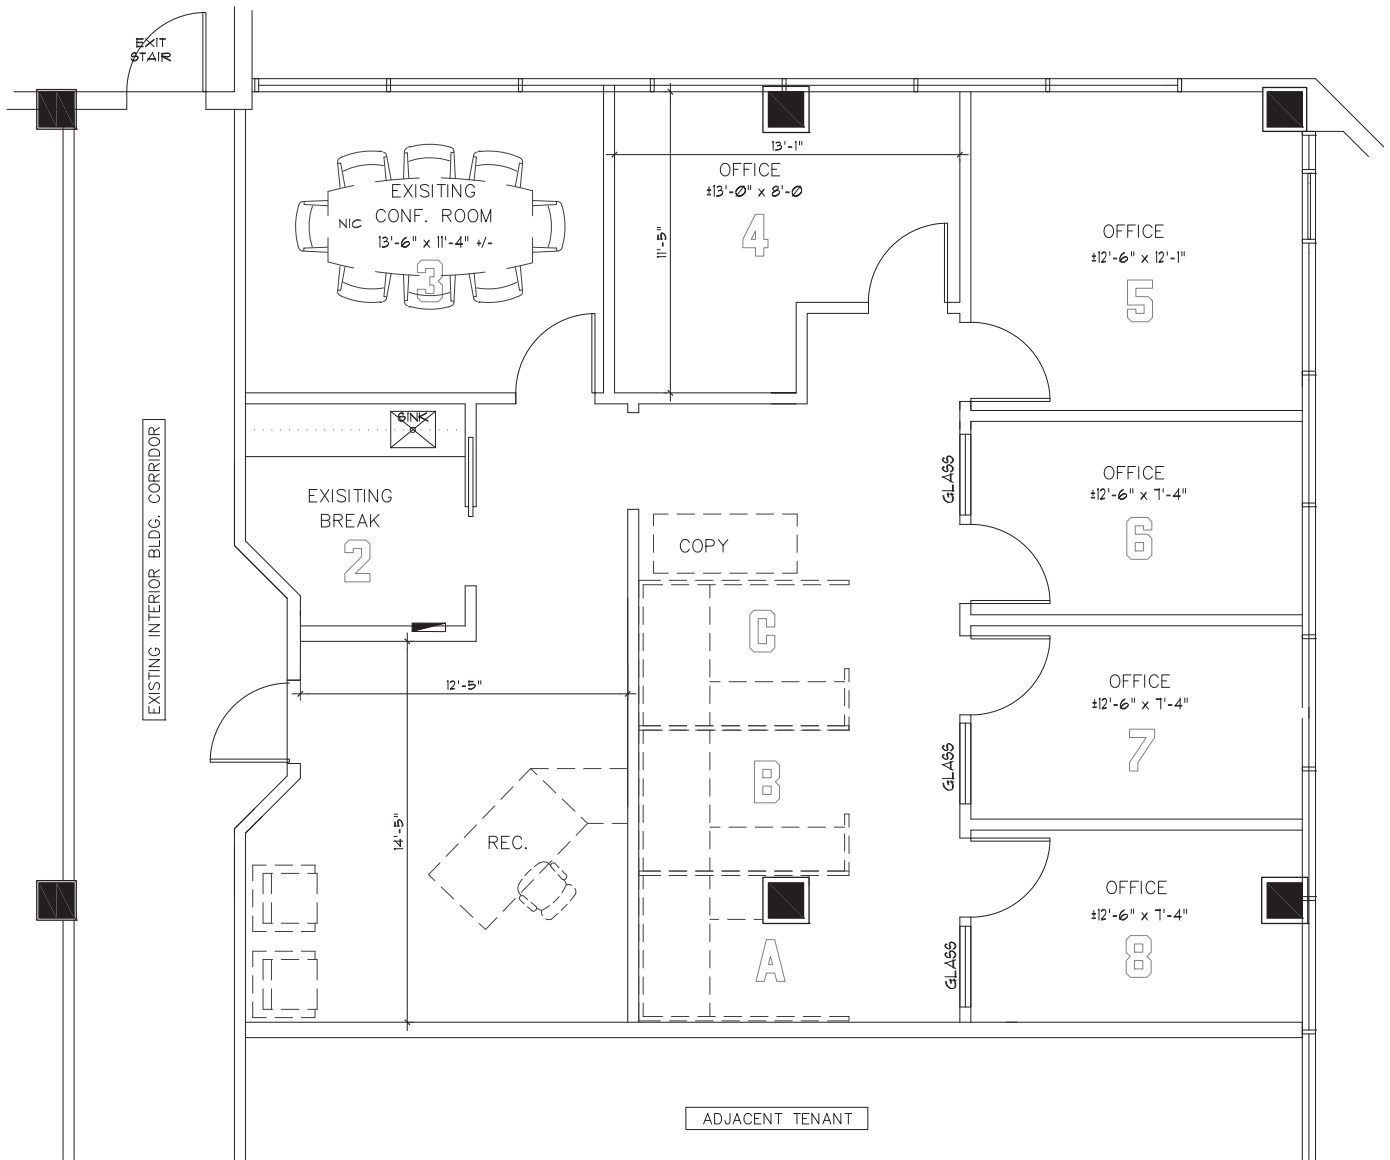 EXIT
STAIR
13'-1"
OFFICE
±13'-0" x 8'-0
4
11'-5"
EXISITING
CONF. ROOM
NIC
13'-6" x 11'-4" +/-
3
OFFICE
±12'-6" x 12'-1"
5
SINK
EXISITING
BREAK
2
EXISTING INTERIOR BLDG. CORRIDOR
GLASS
OFFICE
±12'-6" x 7'-4"
6
COPY
C
12'-5"
OFFICE
±12'-6" x 7'-4"
7
GLASS
B
14'-5"
REC.
OFFICE
±12'-6" x 7'-4"
8
GLASS
A
ADJACENT TENANT